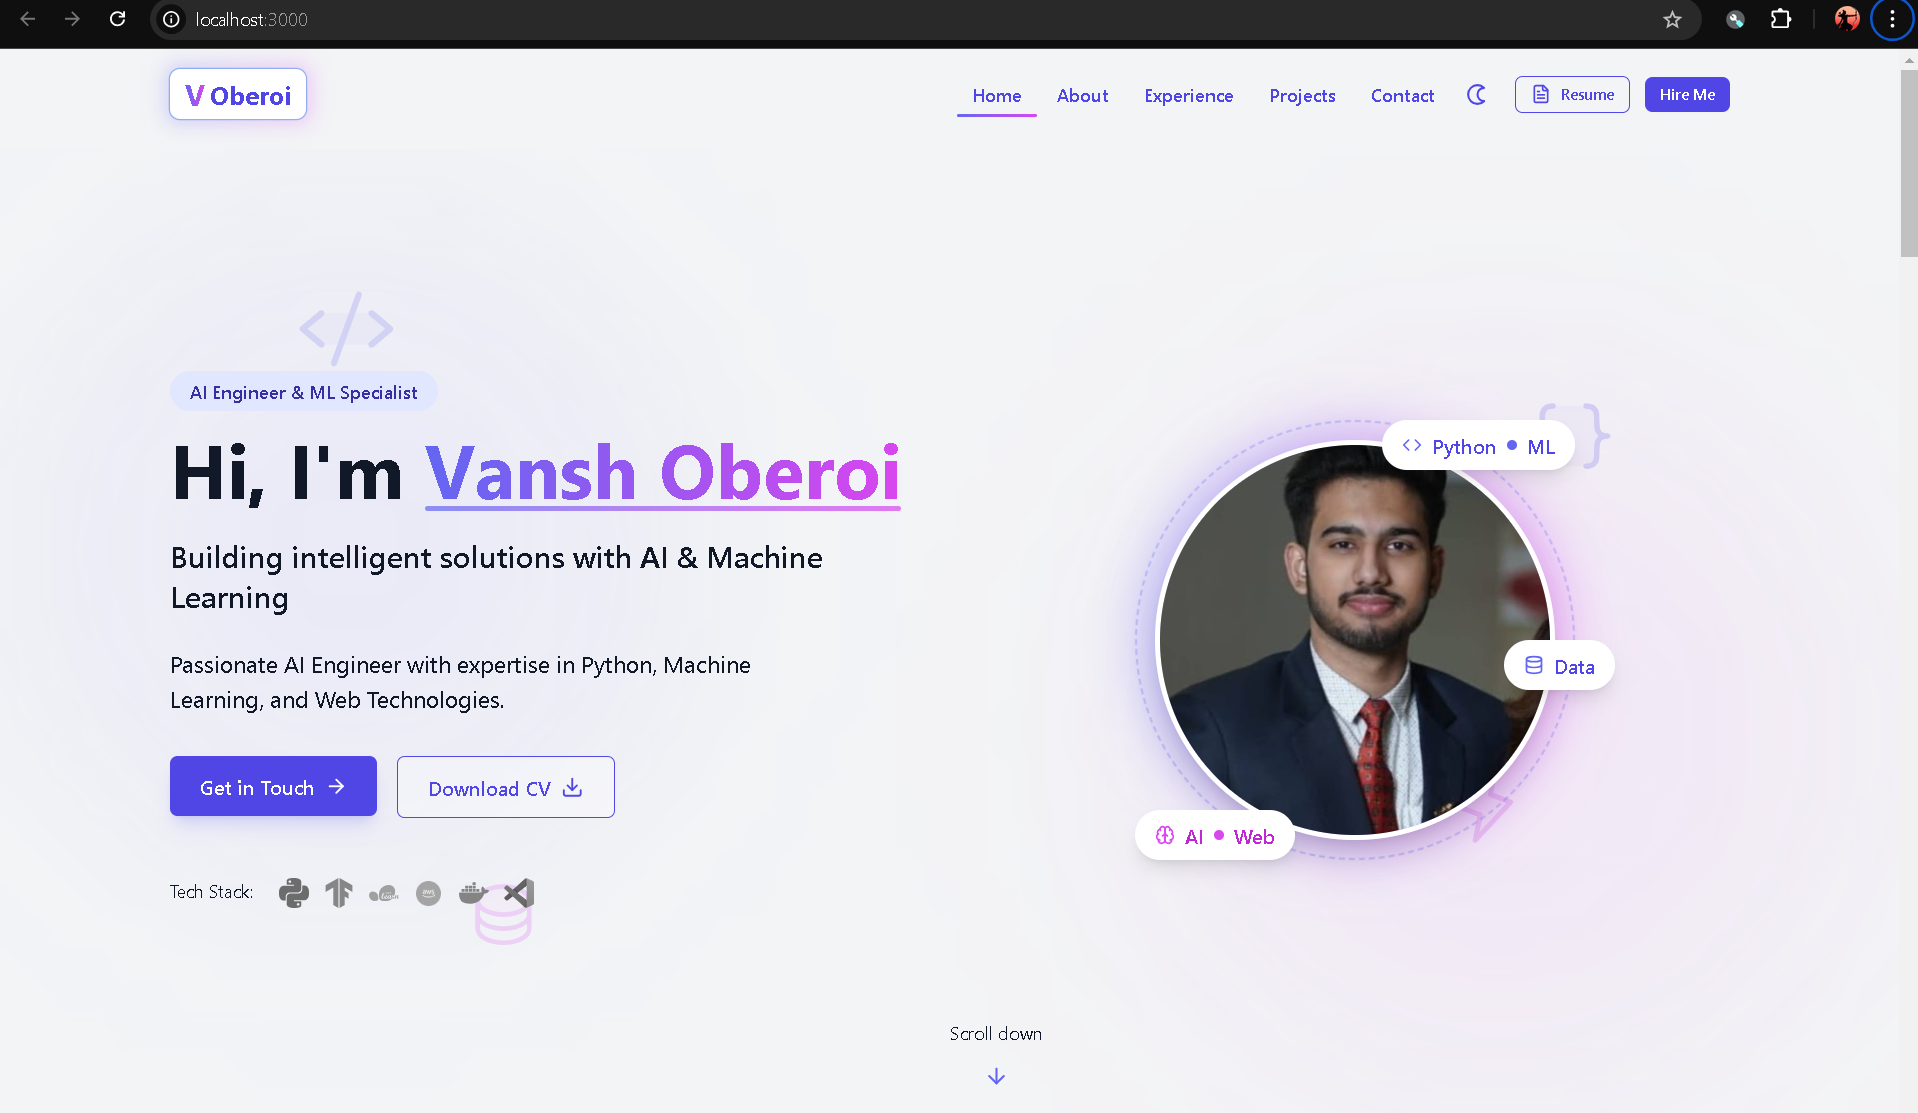 localhost:3000
V Oberoi
Home
About
Experience
Projects
Contact
Resume
Hire Me
AI Engineer & ML Specialist
Hi, I'm Vansh Oberoi
Building intelligent solutions with AI & Machine
Learning
Passionate AI Engineer with expertise in Python, Machine
Learning, and Web Technologies.
Get in Touch
Download CV
Tech Stack:
aws
Python • ML
Data
AI • Web
Scroll down